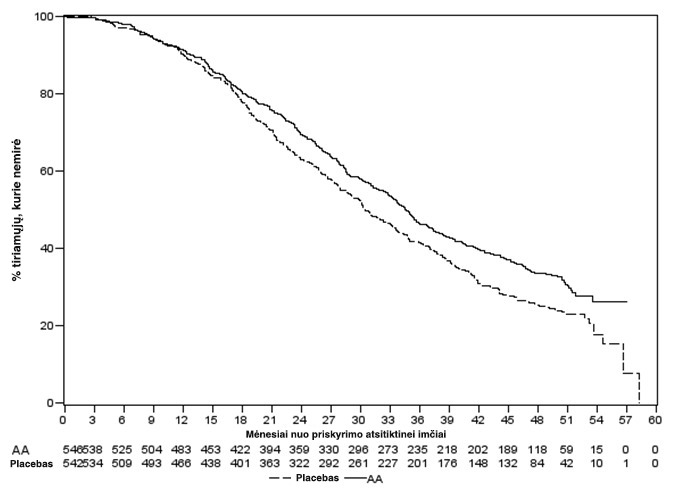 % tiriamųjų, kurie nemirė
100
80
60
40
20
0
0 3 6 9 12 15 18 21 24 27 30 33 36 39 42 45 48 51 54 57 60
Mėnesiai nuo priskyrimo atsitiktinei imčiai
AA 546 538 525 504 483 453 422 394 359 330 296 273 235 218 202 189 118 59 15 0 0
Placebas 542 534 509 493 466 438 401 363 322 292 261 227 201 176 148 132 84 42 10 1 0
Placebas AA